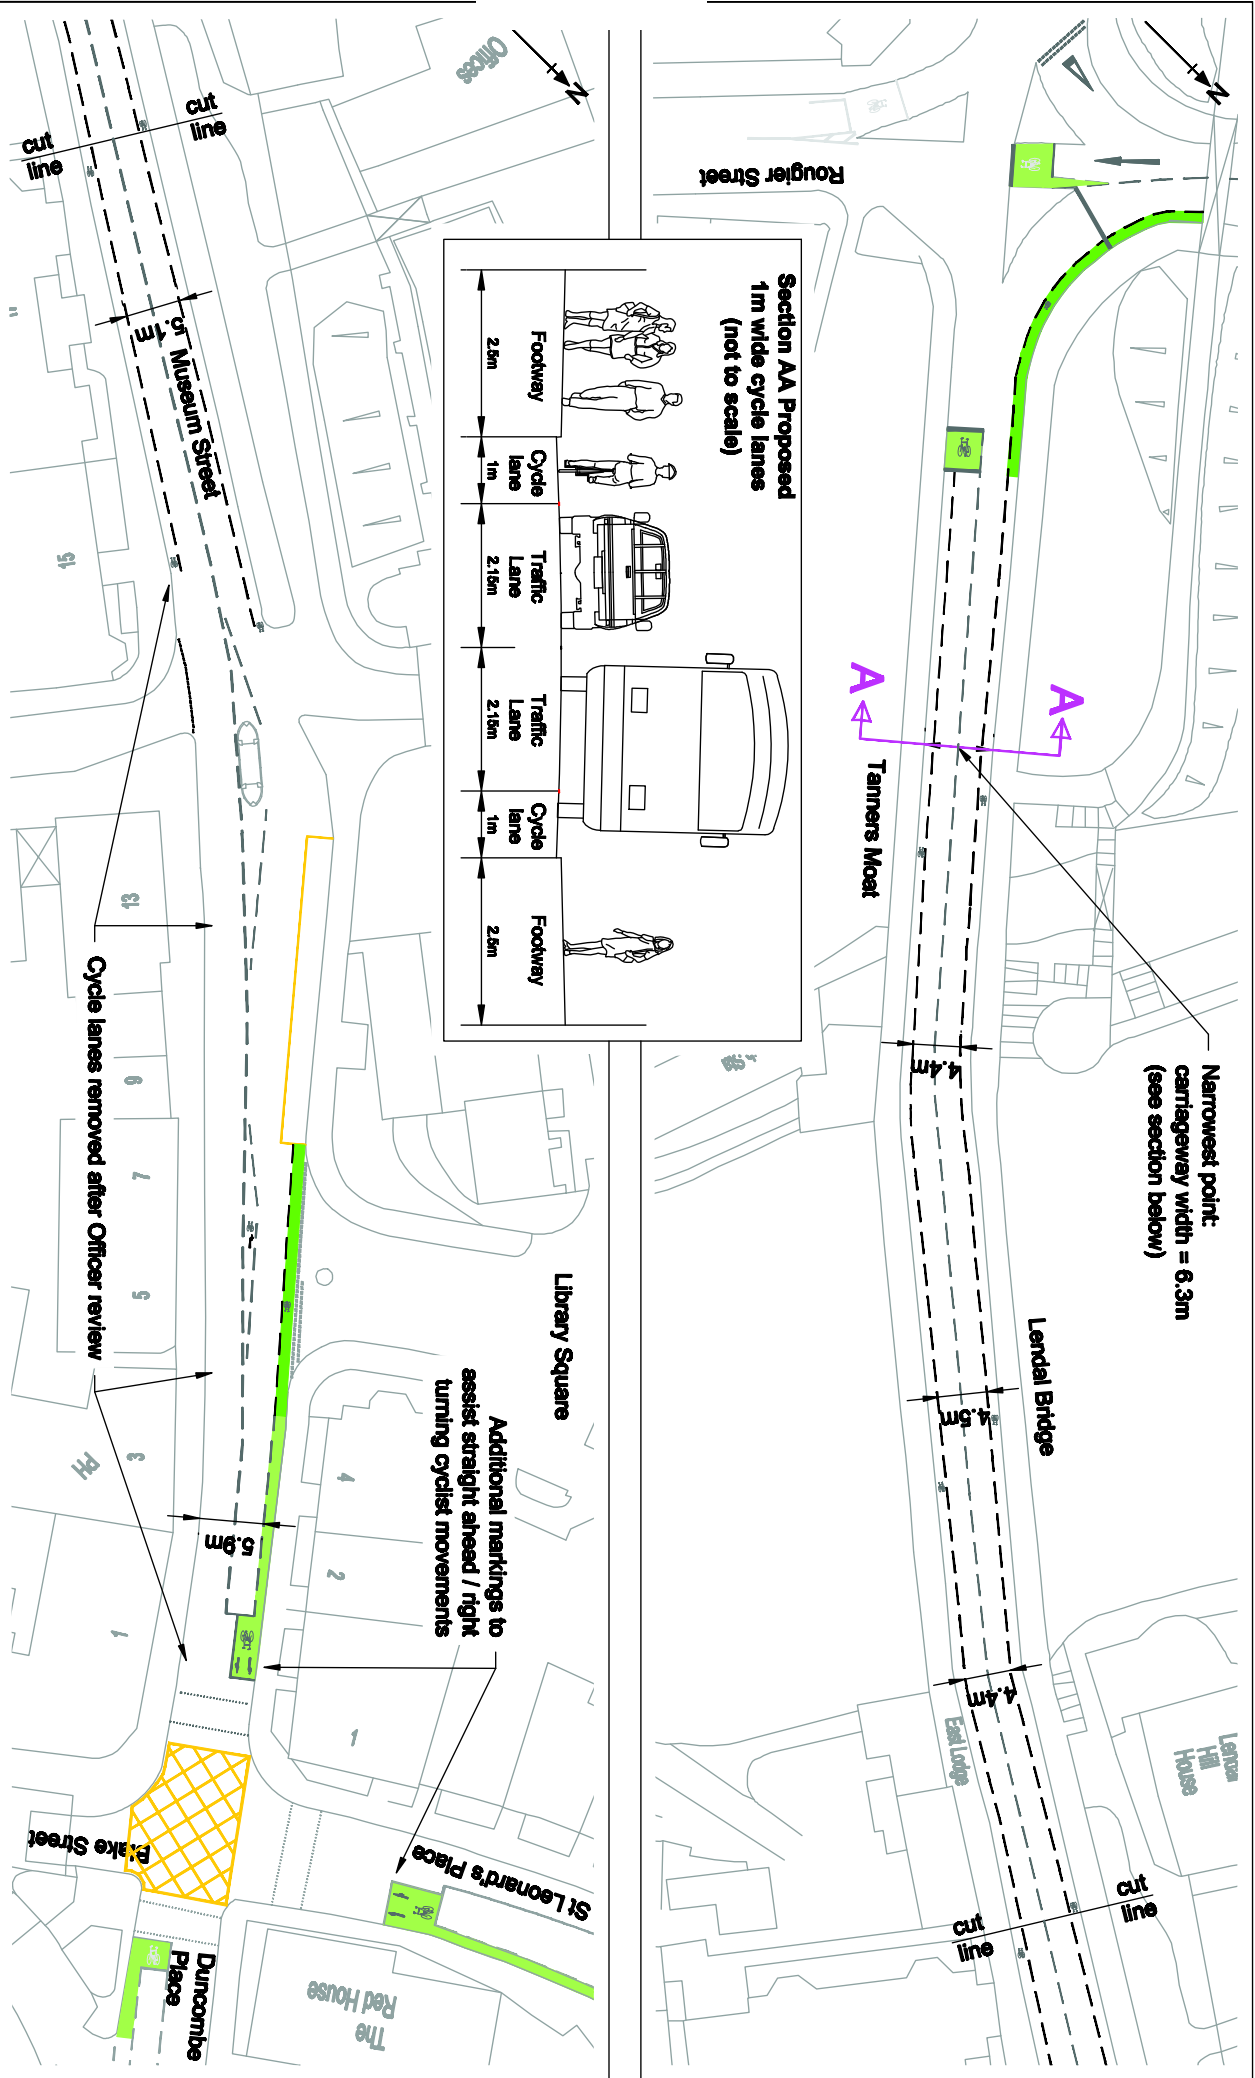 N
Rougier Street
A
A
Tanners Moat
Narrowest point:
carriageway width = 6.3m
(see section below)
4.4m
Lendal Bridge
4.5m
4.4m
East Lodge
Hill
House
cut
line
cut
line
Section AA Proposed
1m wide cycle lanes
(not to scale)
Footway
2.5m
Cycle
lane
1m
Traffic
Lane
2.15m
Traffic
Lane
2.15m
Cycle
lane
1m
Footway
2.5m
N
Offices
cut
line
cut
line
5.1m
Museum Street
15
13
9
7
5
3
PH
1
Cycle lanes removed after Officer review
Library Square
Additional markings to
assist straight ahead / right
turning cyclist movements
4
2
1
5.9m
St Leonard's Place
Blake Street
Duncombe
Place
The
Red House